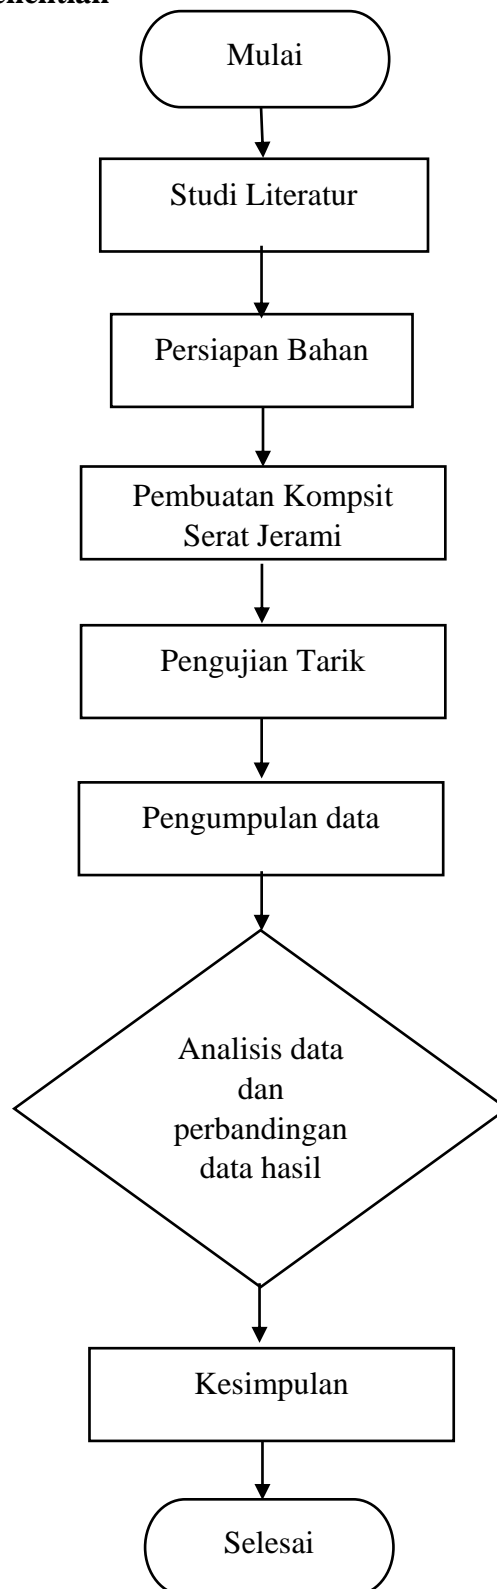 Mulai
Studi Literatur
Persiapan Bahan
Pembuatan Kompsit
Serat Jerami
Pengujian Tarik
Pengumpulan data
Analisis data
dan
perbandingan
data hasil
Kesimpulan
Selesai